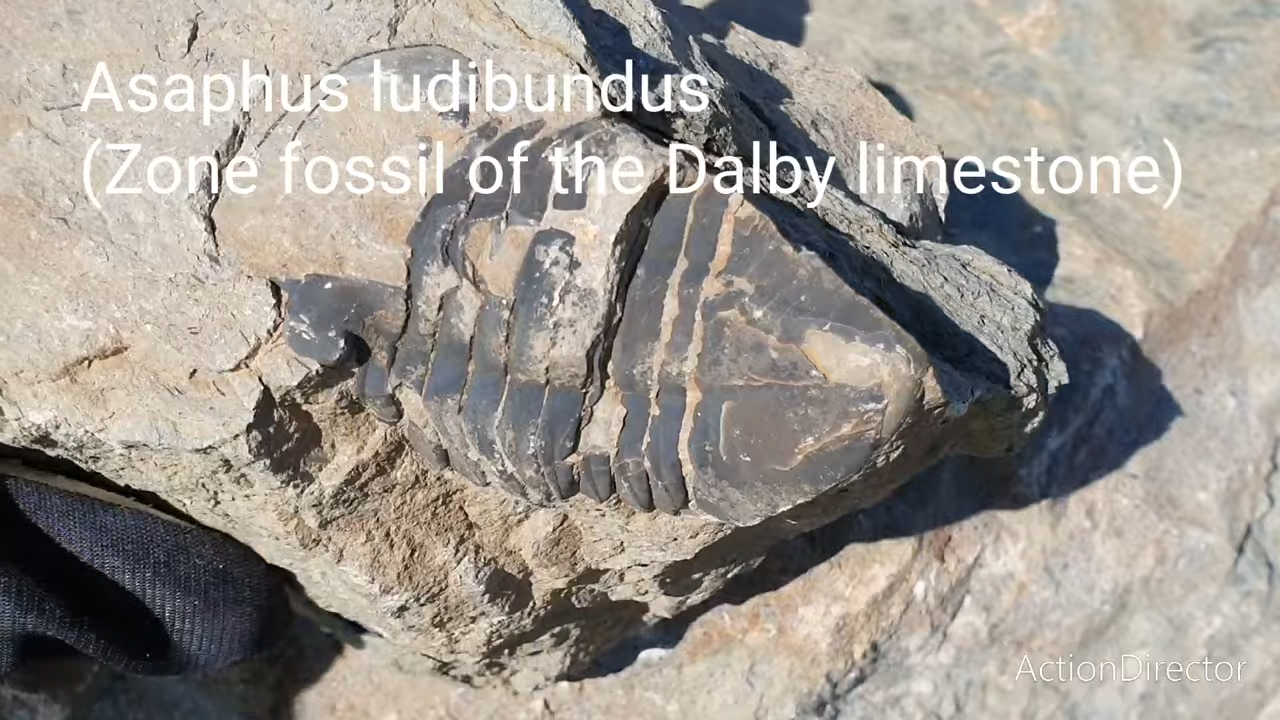 Asaphus ludibundus
(Zone fossil of the Dalby limestone)
ActionDirector